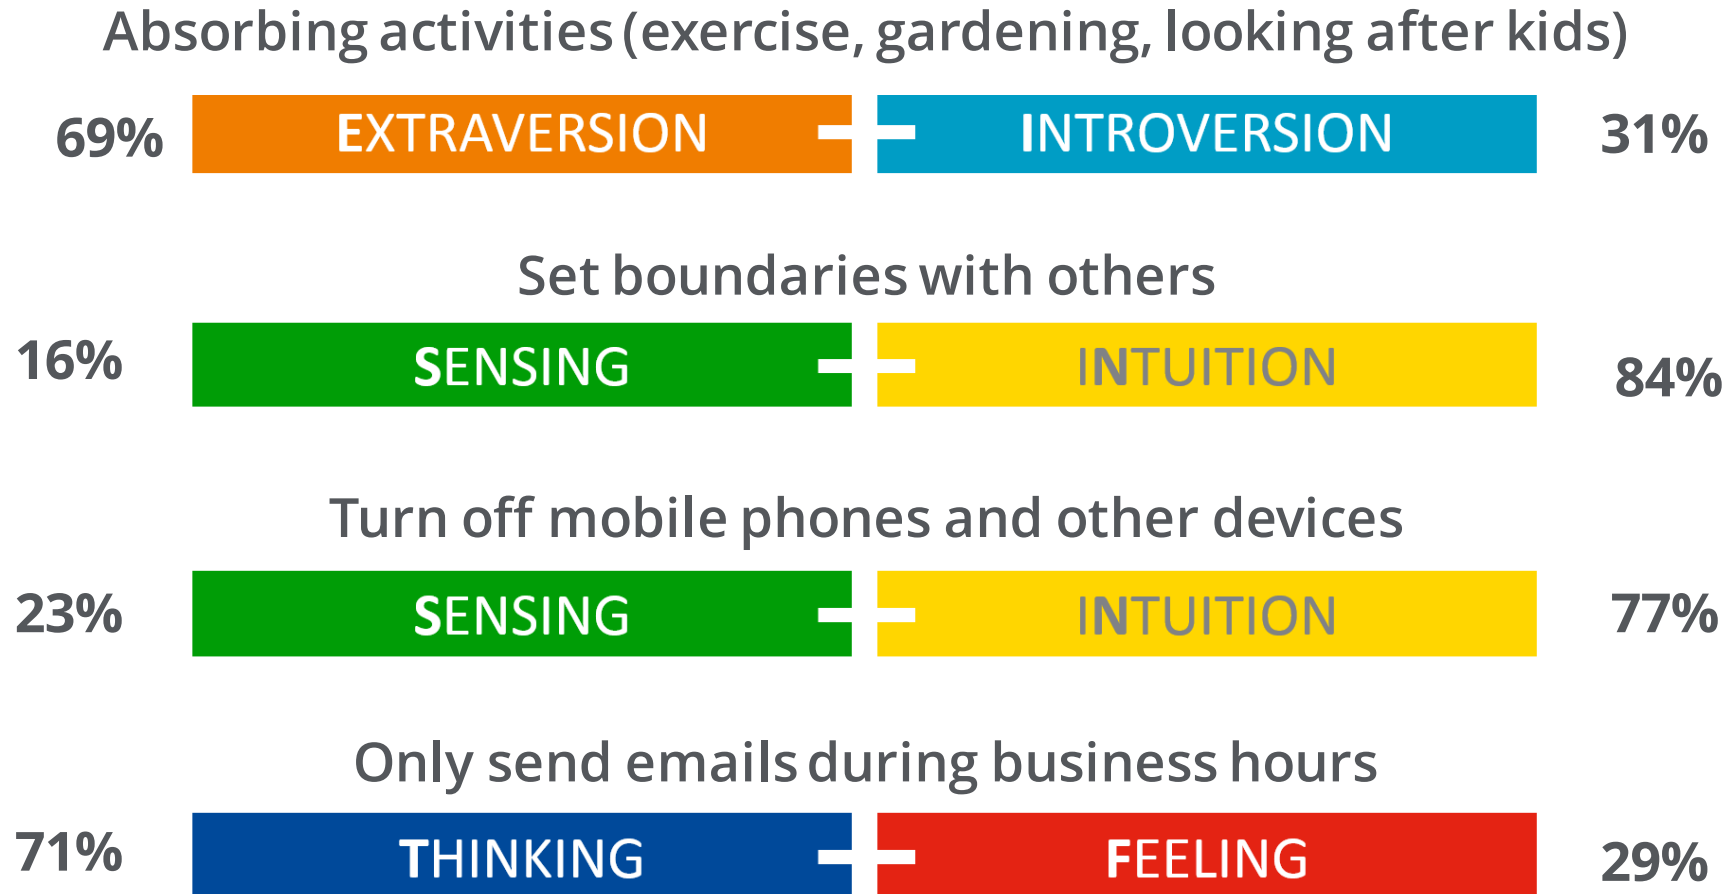 Absorbing activities (exercise, gardening, looking after kids)
69% EXTRAVERSION INTROVERSION 31%
Set boundaries with others
16% SENSING INTUITION 84%
Turn off mobile phones and other devices
23% SENSING INTUITION 77%
Only send emails during business hours
71% THINKING FEELING 29%